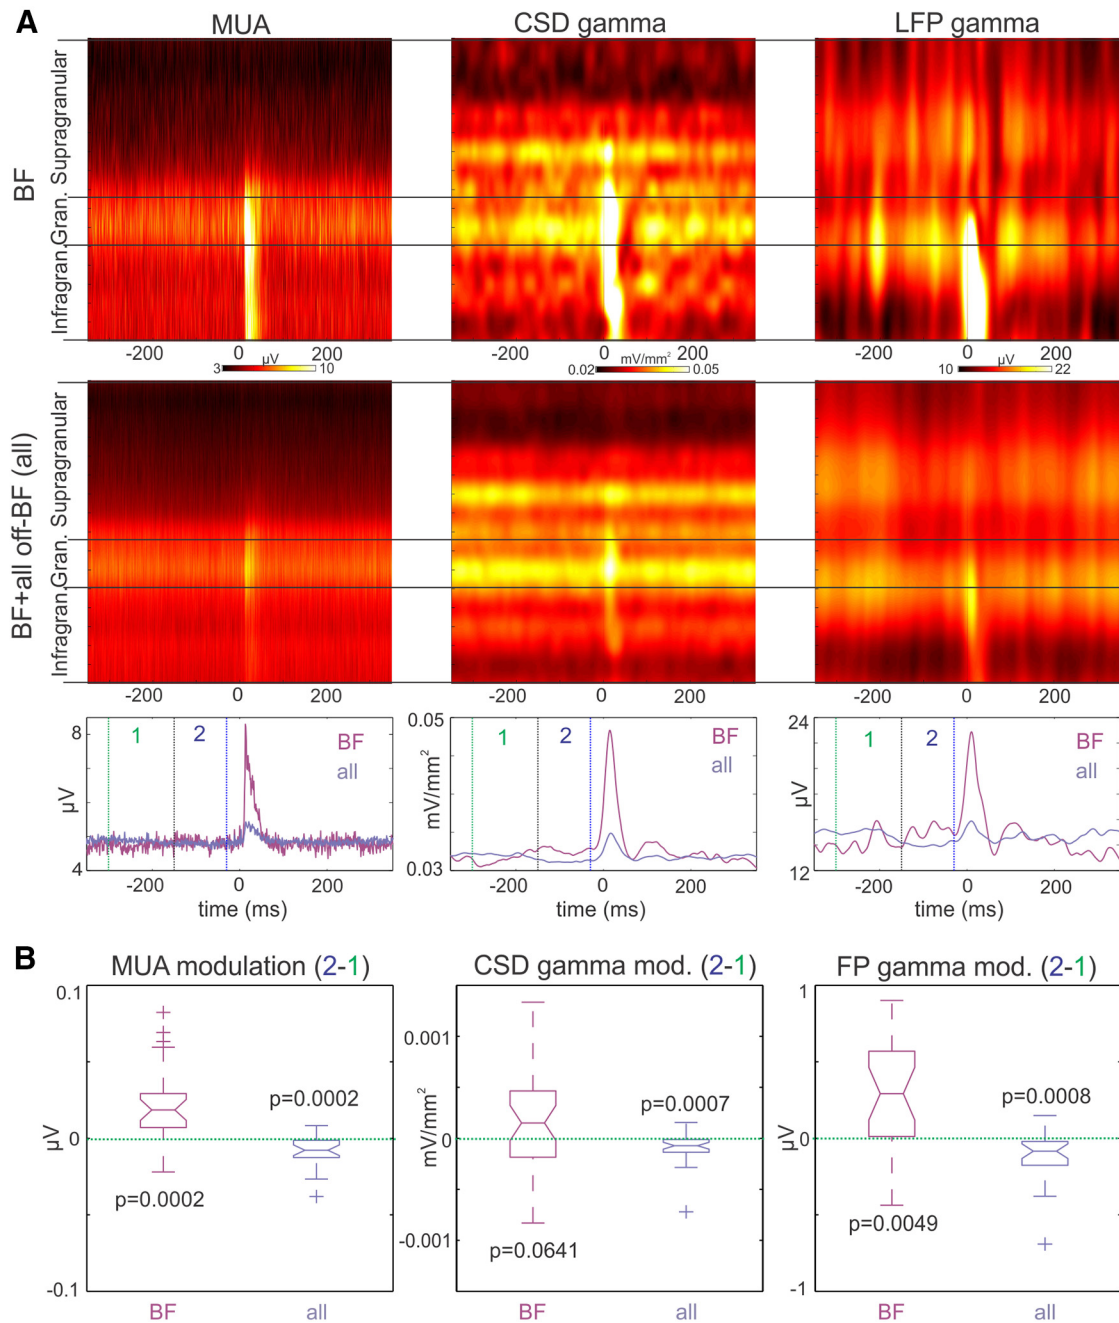 A
MUA
CSD gamma
LFP gamma
BF
Supragranular
Gran.
Infragran.
-200 0 200
µV
3 10
-200 0 200
mV/mm²
0.02 0.05
-200 0 200
µV
10 22
BF+all off-BF (all)
Supragranular
Gran.
Infragran.
-200 0 200
-200 0 200
-200 0 200
8
µV
4
1 2
BF
all
-200 0 200
time (ms)
0.05
mV/mm²
0.03
1 2
BF
all
-200 0 200
time (ms)
24
µV
12
1 2
BF
all
-200 0 200
time (ms)
B
MUA modulation (2-1)
0.1
µV
0
-0.1
p=0.0002
p=0.0002
BF all
CSD gamma mod. (2-1)
0.001
mV/mm²
0
-0.001
p=0.0007
p=0.0641
BF all
FP gamma mod. (2-1)
1
µV
0
-1
p=0.0008
p=0.0049
BF all